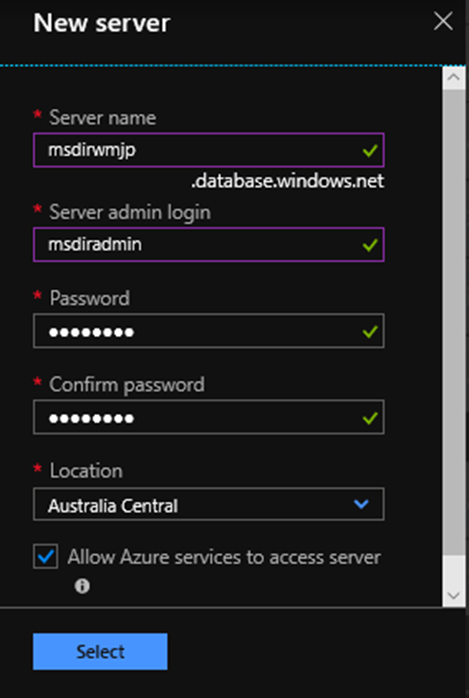 New server
* Server name
msdirwmjp
.database.windows.net
* Server admin login
msdiradmin
* Password
••••••••
* Confirm password
••••••••
* Location
Australia Central
Allow Azure services to access server
Select